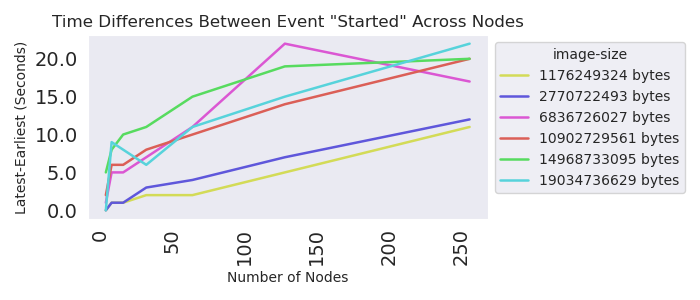 Time Differences Between Event "Started" Across Nodes
Latest-Earliest (Seconds)
20.0
15.0
10.0
5.0
0.0
0
50
100
150
200
250
Number of Nodes
image-size
1176249324 bytes
2770722493 bytes
6836726027 bytes
10902729561 bytes
14968733095 bytes
19034736629 bytes